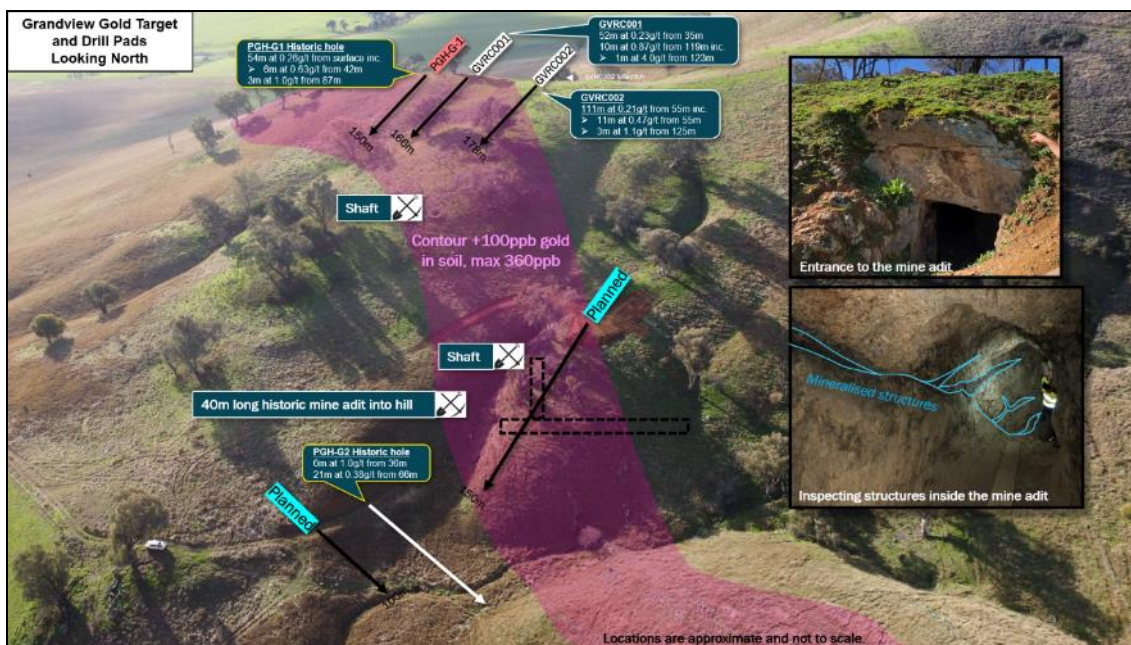 Grandview Gold Target
and Drill Pads
Looking North
PGH-G1 Historic hole
54m at 0.26g/t from surface inc.
➢ 6m at 0.63g/t from 42m
3m at 1.0g/t from 87m
PGH-G-1
GVRC001
GVRC002
GVRC001
52m at 0.23g/t from 35m
10m at 0.87g/t from 119m inc.
➢ 1m at 4.0g/t from 123m
GVRC002
111m at 0.21g/t from 55m inc.
➢ 11m at 0.47g/t from 55m
➢ 3m at 1.1g/t from 125m
150m
168m
178m
Shaft
Contour +100ppb gold
in soil, max 360ppb
Planned
Shaft
40m long historic mine adit into hill
PGH-G2 Historic hole
6m at 1.0g/t from 36m
21m at 0.38g/t from 66m
Planned
150m
100m
Entrance to the mine adit
Mineralised structures
Inspecting structures inside the mine adit
Locations are approximate and not to scale